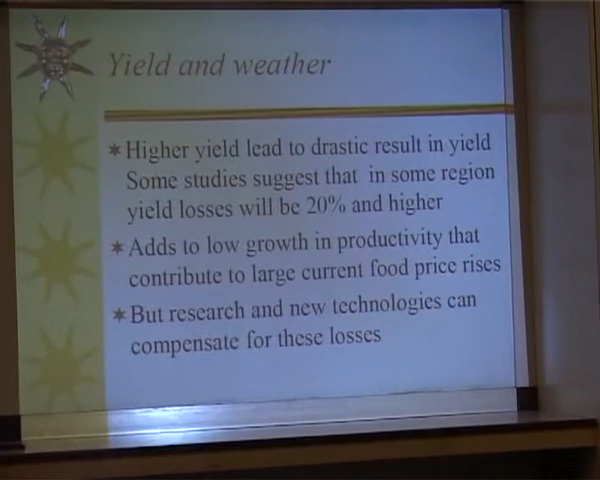 Yield and weather
Higher yield lead to drastic result in yield
Some studies suggest that in some region
yield losses will be 20% and higher
Adds to low growth in productivity that
contribute to large current food price rises
But research and new technologies can
compensate for these losses